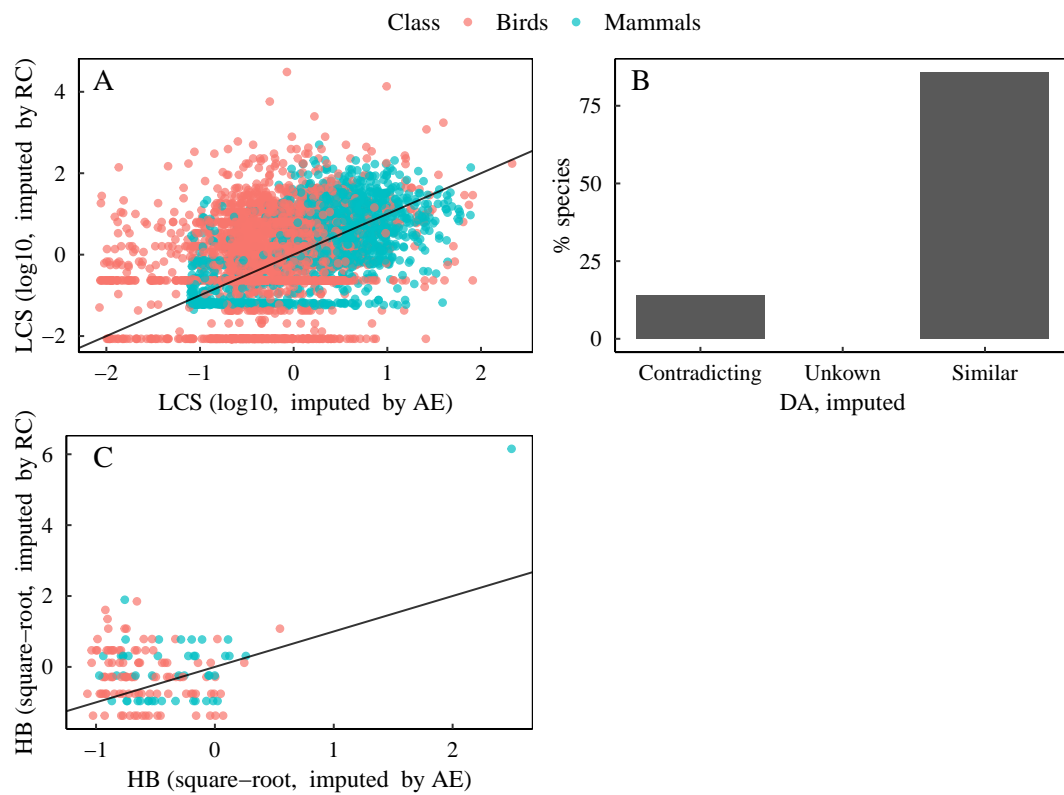 Class Birds Mammals
A
LCS (log10, imputed by RC)
4
2
0
−2
−2 −1 0 1 2
LCS (log10, imputed by AE)
B
% species
75
50
25
0
Contradicting Unkown Similar
DA, imputed
C
HB (square−root, imputed by RC)
6
4
2
0
−1 0 1 2
HB (square−root, imputed by AE)